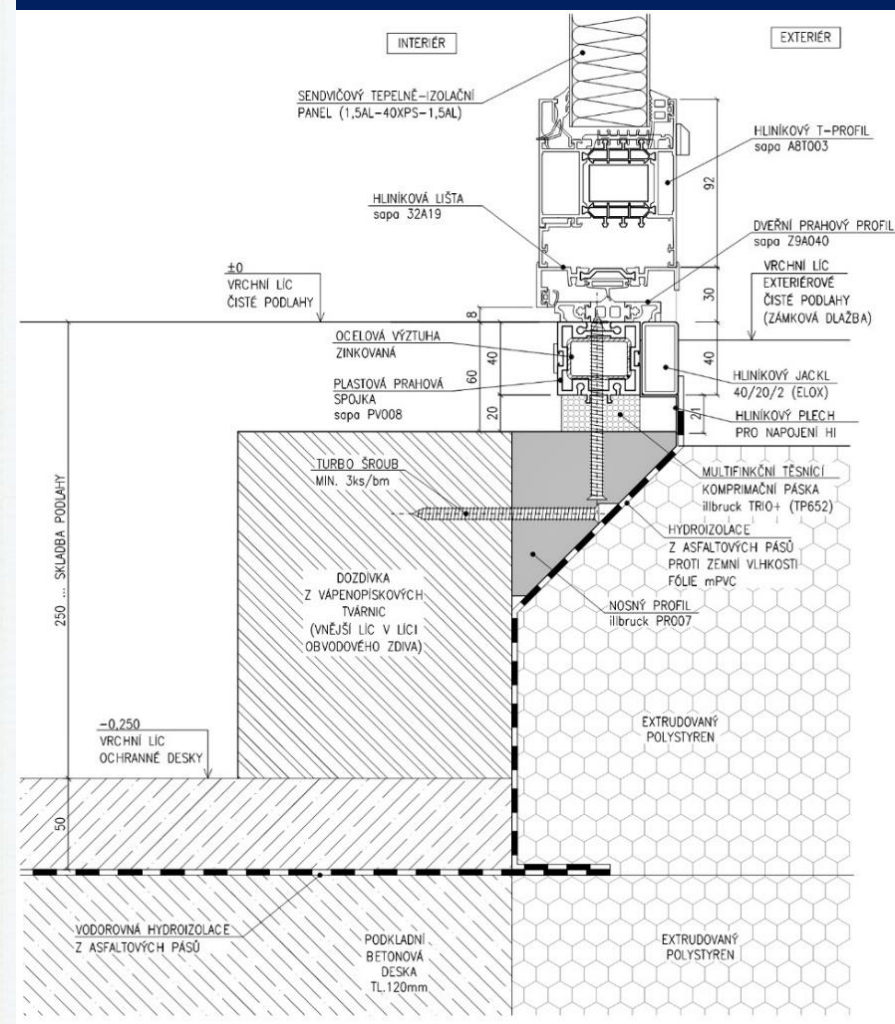 INTERIÉR
EXTERIÉR
SENDVIČOVÝ TEPELNĚ-IZOLAČNÍ
PANEL (1,5AL-40XPS-1,5AL)
HLINÍKOVÝ T-PROFIL
sapa A8T003
92
HLINÍKOVÁ LIŠTA
sapa 32A19
DVEŘNÍ PRAHOVÝ PROFIL
sapa Z9A040
±0
VRCHNÍ LÍC
ČISTÉ PODLAHY
VRCHNÍ LÍC
EXTERIÉROVÉ
ČISTÉ PODLAHY
(ZÁMKOVÁ DLAŽBA)
30
8
OCELOVÁ VÝZTUHA
ZINKOVANÁ
40
60
40
HLINÍKOVÝ JACKL
40/20/2 (ELOX)
PLASTOVÁ PRAHOVÁ
SPOJKA
sapa PV008
20
21
HLINÍKOVÝ PLECH
PRO NAPOJENÍ HI
TURBO ŠROUB
MIN. 3ks/bm
MULTIFINKČNÍ TĚSNÍCÍ
KOMPRIMAČNÍ PÁSKA
illbruck TRIO+ (TP652)
HYDROIZOLACE
Z ASFALTOVÝCH PÁSŮ
PROTI ZEMNÍ VLHKOSTI
FÓLIE mPVC
250 ... SKLADBA PODLAHY
DOZDÍVKA
Z VÁPENOPÍSKOVÝCH
TVÁRNIC
(VNĚJŠÍ LÍC V LÍCI
OBVODOVÉHO ZDIVA)
NOSNÝ PROFIL
illbruck PR007
-0,250
VRCHNÍ LÍC
OCHRANNÉ DESKY
EXTRUDOVANÝ
POLYSTYREN
50
VODOROVNÁ HYDROIZOLACE
Z ASFALTOVÝCH PÁSŮ
PODKLADNÍ
BETONOVÁ
DESKA
TL.120mm
EXTRUDOVANÝ
POLYSTYREN